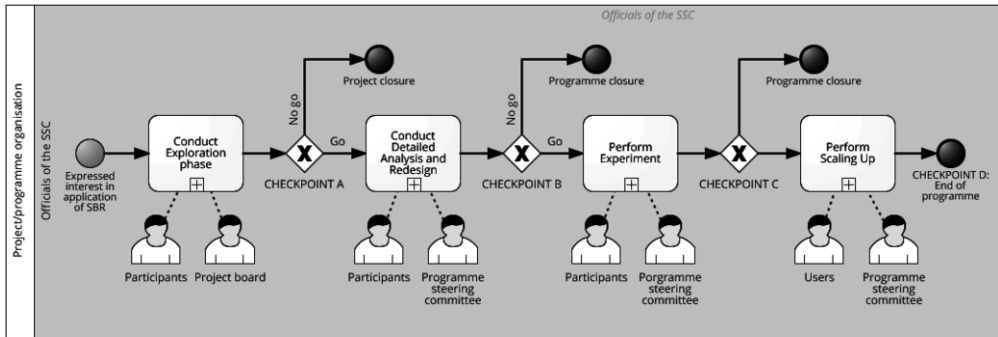 Officials of the SSC
Project/programme organisation
Officials of the SSC
Expressed
interest in
application
of SBR
Conduct
Exploration
phase
Participants
Project board
No go
Project closure
X
Go
CHECKPOINT A
Conduct
Detailed
Analysis and
Redesign
Participants
Programme
steering
committee
No go
Programme closure
X
Go
CHECKPOINT B
Perform
Experiment
Participants
Porgramme
steering
committee
Programme closure
X
CHECKPOINT C
Perform
Scaling Up
Users
Programme
steering
committee
CHECKPOINT D:
End of
programme